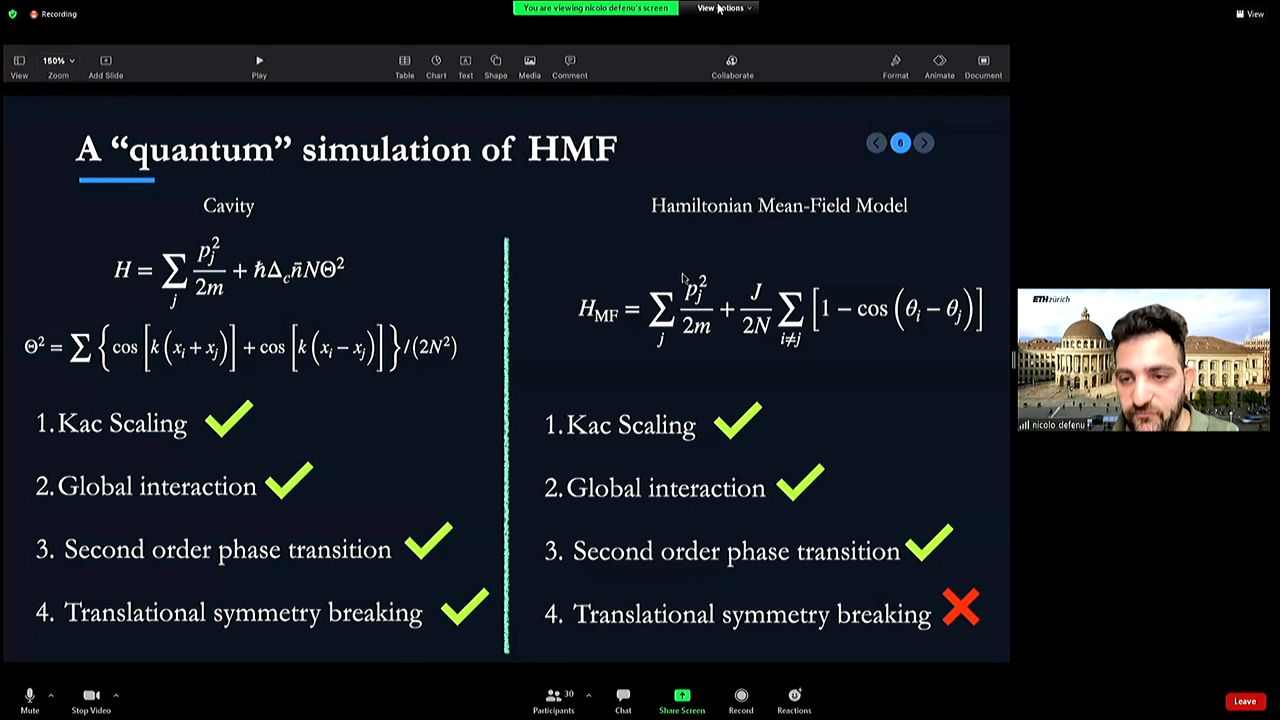 Recording
You are viewing nicolo defenu's screen
View Options
View
View
150%
Zoom
Add Slide
Play
Table
Chart
Text
Shape
Media
Comment
Collaborate
Format
Animate
Document
A “quantum” simulation of HMF
6
Cavity
H = ∑_j p_j^2/2m + ħΔ_c n̄NΘ^2
Θ^2 = ∑ { cos [k (x_i + x_j)] + cos [k (x_i − x_j)] } /(2N^2)
1. Kac Scaling
2. Global interaction
3. Second order phase transition
4. Translational symmetry breaking
Hamiltonian Mean-Field Model
H_MF = ∑_j p_j^2/2m + J/2N ∑_{i≠j} [1 − cos (θ_i − θ_j)]
1. Kac Scaling
2. Global interaction
3. Second order phase transition
4. Translational symmetry breaking
ETH zürich
nicolo defenu
Mute
Stop Video
30
Participants
Chat
Share Screen
Record
Reactions
Leave